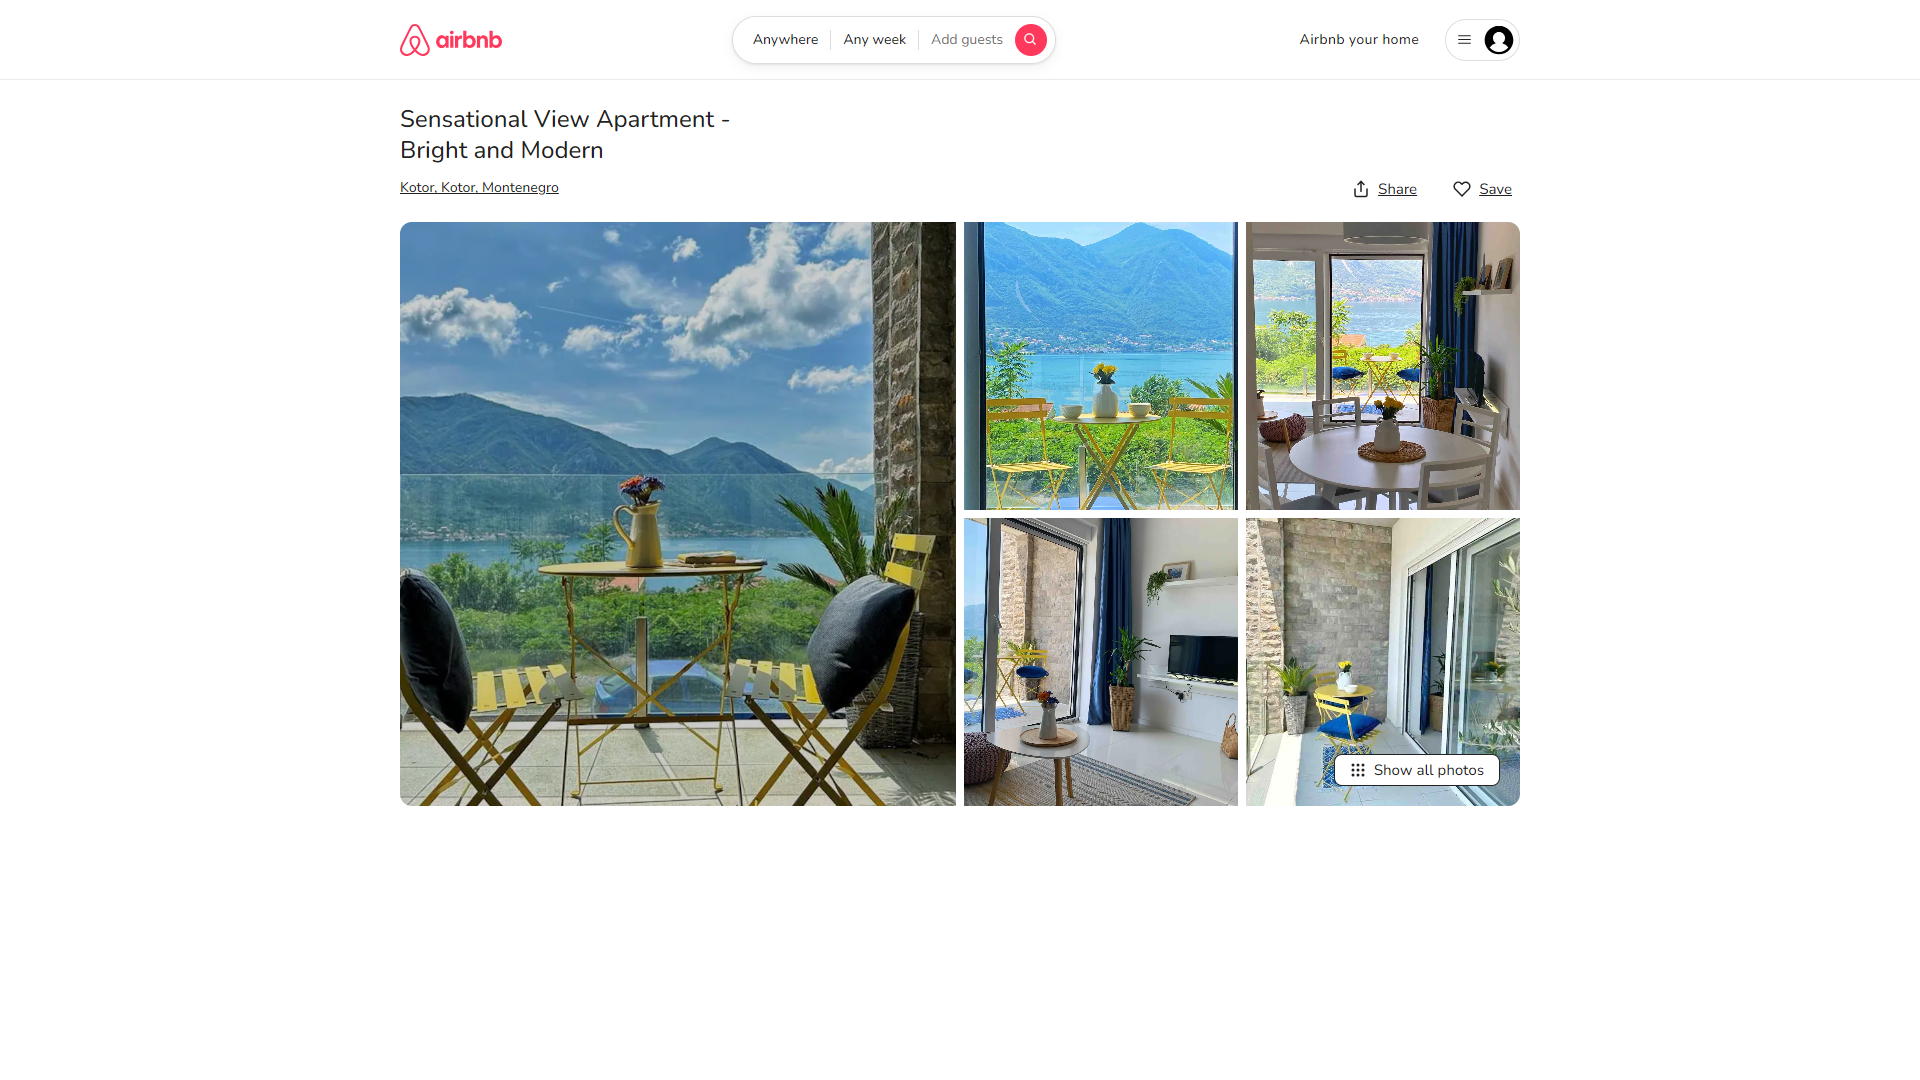 airbnb
Anywhere
Any week
Add guests
Airbnb your home
Sensational View Apartment -
Bright and Modern
Kotor, Kotor, Montenegro
Share
Save
Show all photos